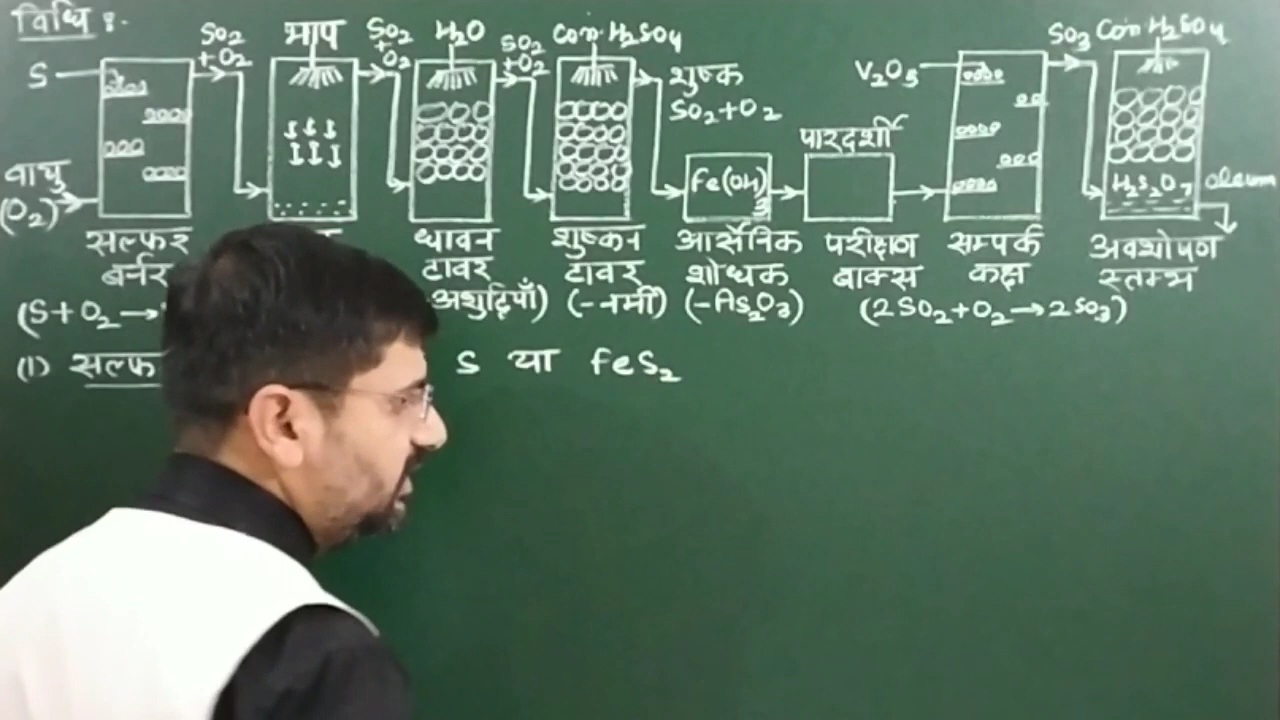 विधि :
SO2 + O2 भाप SO2 + O2 H2O SO2 + O2 Con. H2SO4 SO3 Con. H2SO4
S शुष्क V2O5
SO2 + O2
पारदर्शी
वायु Fe(OH)3 H2S2O7 oleum
(O2)
सल्फर धावन शुष्कन आर्सेनिक परीक्षण सम्पर्क अवशोषण
बर्नर टावर टावर शोधक बाक्स कक्ष स्तम्भ
(S + O2 → अशुद्धियाँ) (-नमी) (-As2O3) (2SO2 + O2 → 2SO3)
(1) सल्फ S या FeS2